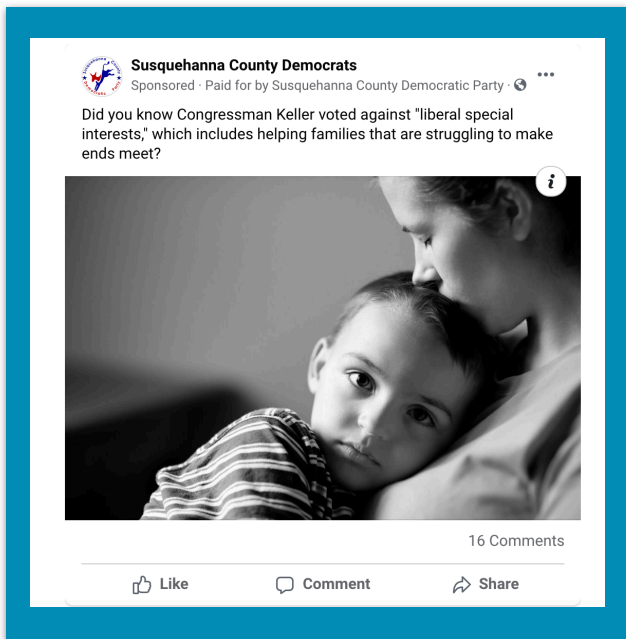 Susquehanna County Democrats
Sponsored · Paid for by Susquehanna County Democratic Party ·
Did you know Congressman Keller voted against "liberal special
interests," which includes helping families that are struggling to make
ends meet?
i
16 Comments
Like Comment Share